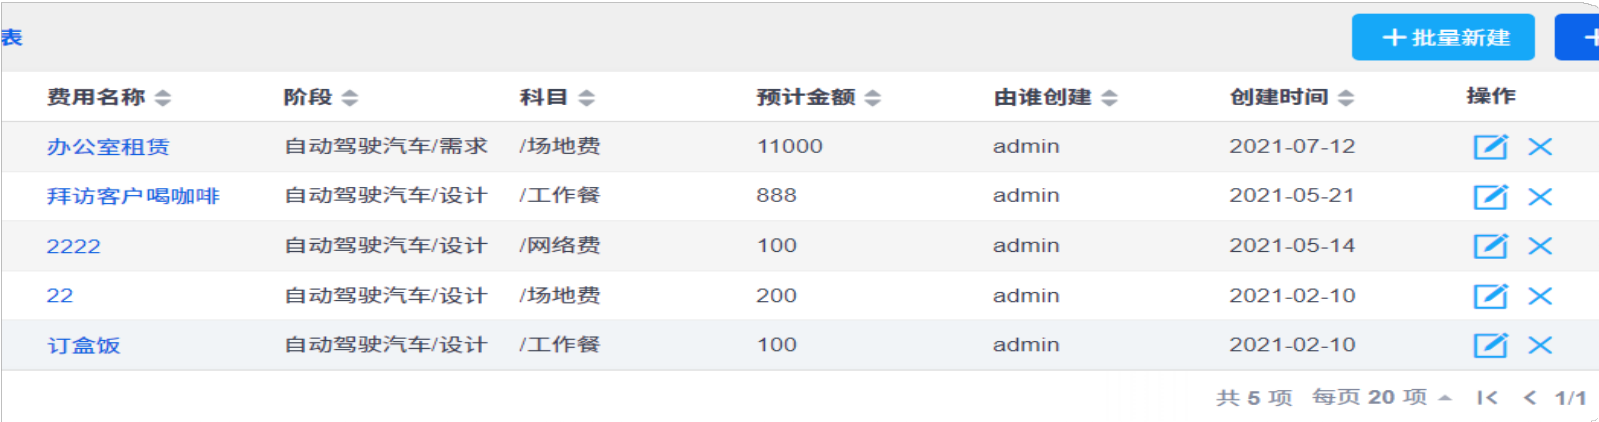 表 批量新建
费用名称 阶段 科目 预计金额 由谁创建 创建时间 操作
办公室租赁 自动驾驶汽车/需求 /场地费 11000 admin 2021-07-12
拜访客户喝咖啡 自动驾驶汽车/设计 /工作餐 888 admin 2021-05-21
2222 自动驾驶汽车/设计 /网络费 100 admin 2021-05-14
22 自动驾驶汽车/设计 /场地费 200 admin 2021-02-10
订盒饭 自动驾驶汽车/设计 /工作餐 100 admin 2021-02-10
共 5 项 每页 20 项 1/1